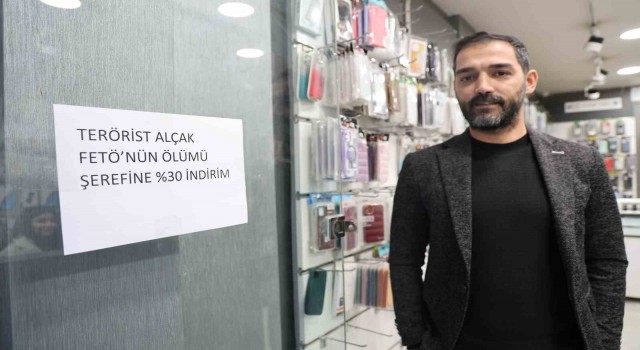 TERÖRİST ALÇAK
FETÖ'NÜN ÖLÜMÜ
ŞEREFİNE %30 İNDİRİM